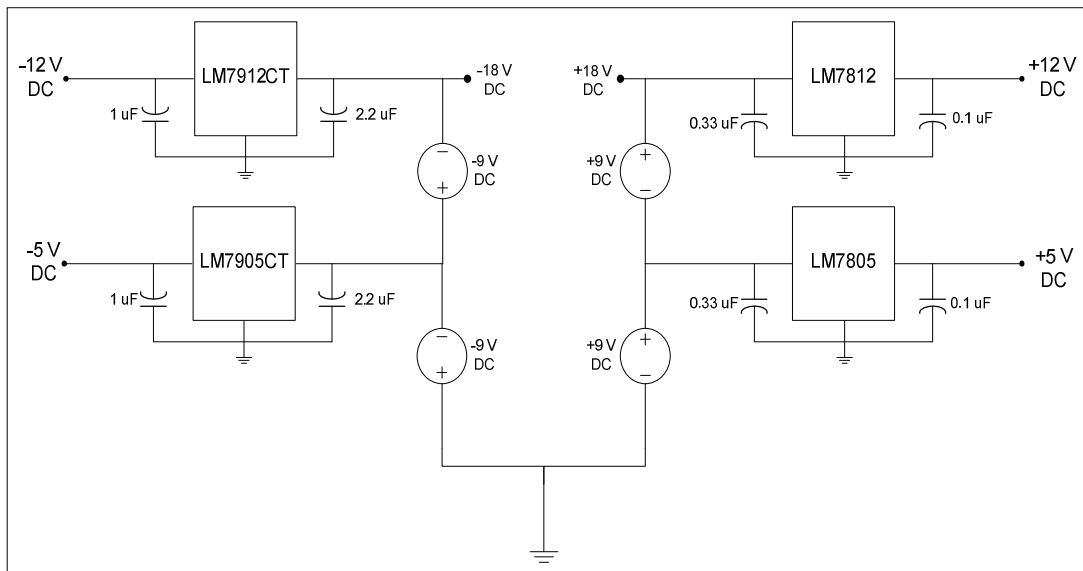 -12 V
DC
LM7912CT
1 uF
2.2 uF
-18 V
DC
-9 V
DC
+18 V
DC
+9 V
DC
LM7812
0.33 uF
0.1 uF
+12 V
DC
-5 V
DC
LM7905CT
1 uF
2.2 uF
-9 V
DC
+9 V
DC
LM7805
0.33 uF
0.1 uF
+5 V
DC